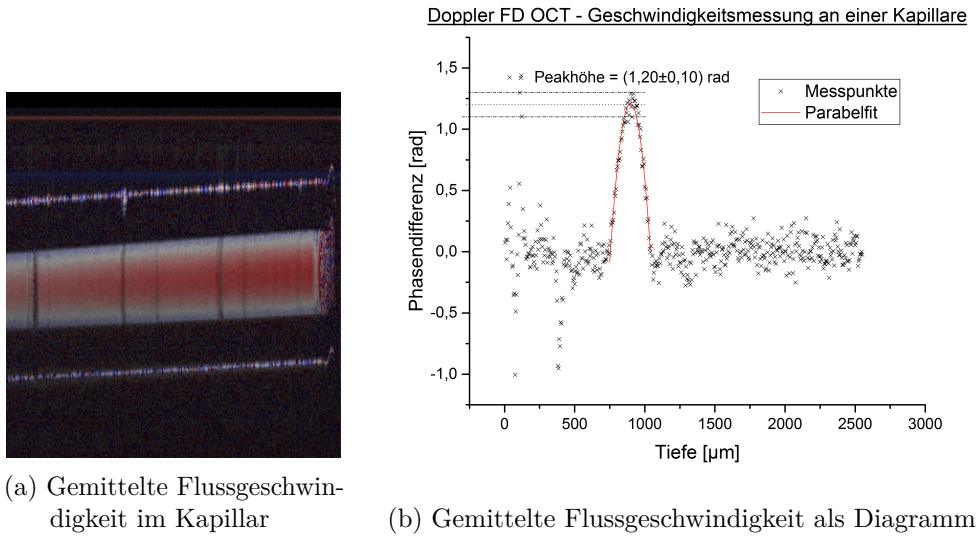 Doppler FD OCT - Geschwindigkeitsmessung an einer Kapillare
1,5
1,0
0,5
0,0
-0,5
-1,0
Phasendifferenz [rad]
Peakhöhe = (1,20±0,10) rad
Messpunkte
Parabelfit
0 500 1000 1500 2000 2500 3000
Tiefe [µm]
(a) Gemittelte Flussgeschwin-
digkeit im Kapillar
(b) Gemittelte Flussgeschwindigkeit als Diagramm